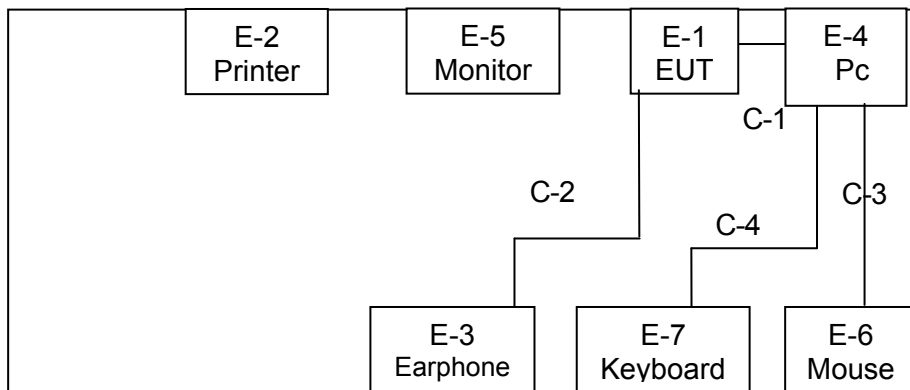 E-2
Printer
E-5
Monitor
E-1
EUT
E-4
Pc
C-1
C-2
C-3
C-4
E-3
Earphone
E-7
Keyboard
E-6
Mouse